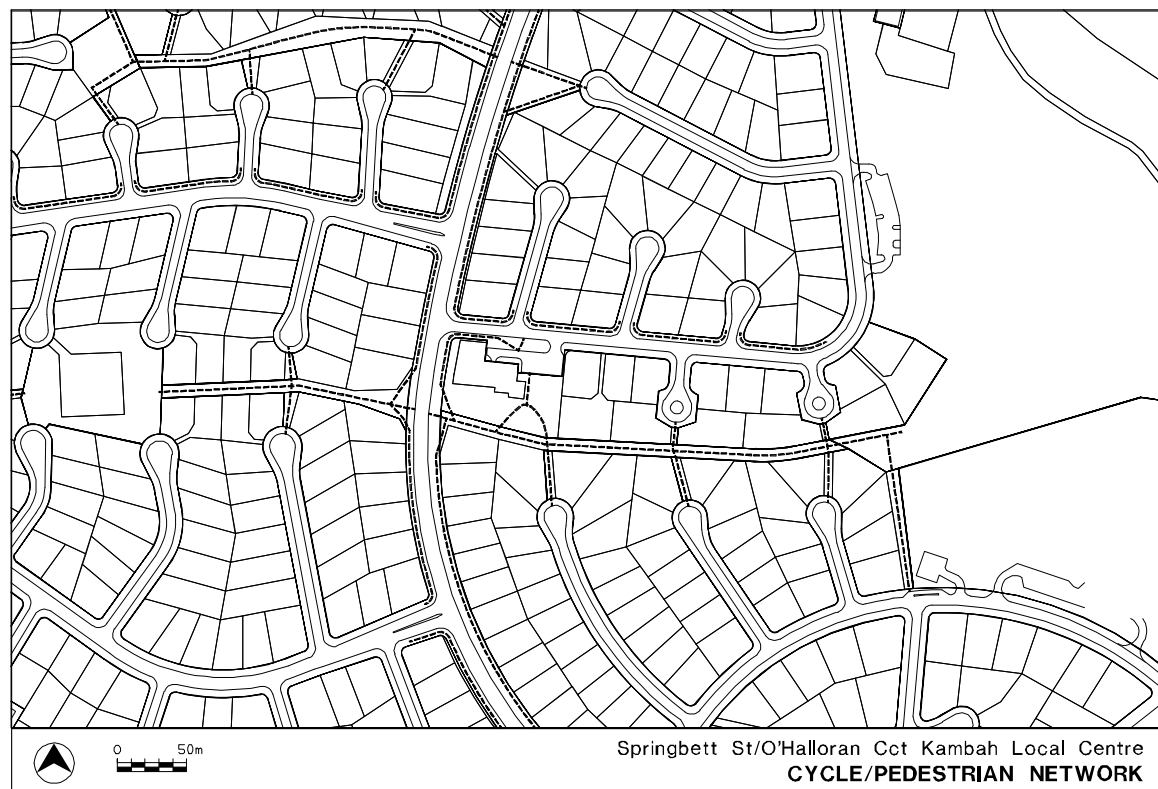 0 50m
Springbett St/O'Halloran Cct Kambah Local Centre
CYCLE/PEDESTRIAN NETWORK